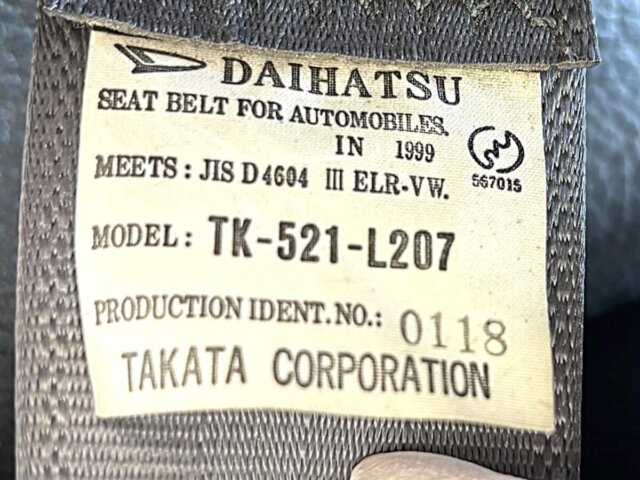 DAIHATSU
SEAT BELT FOR AUTOMOBILES.
IN 1999
MEETS: JIS D4604 III ELR-VW.
567015
MODEL: TK-521-L207
PRODUCTION IDENT.NO.: 0118
TAKATA CORPORATION